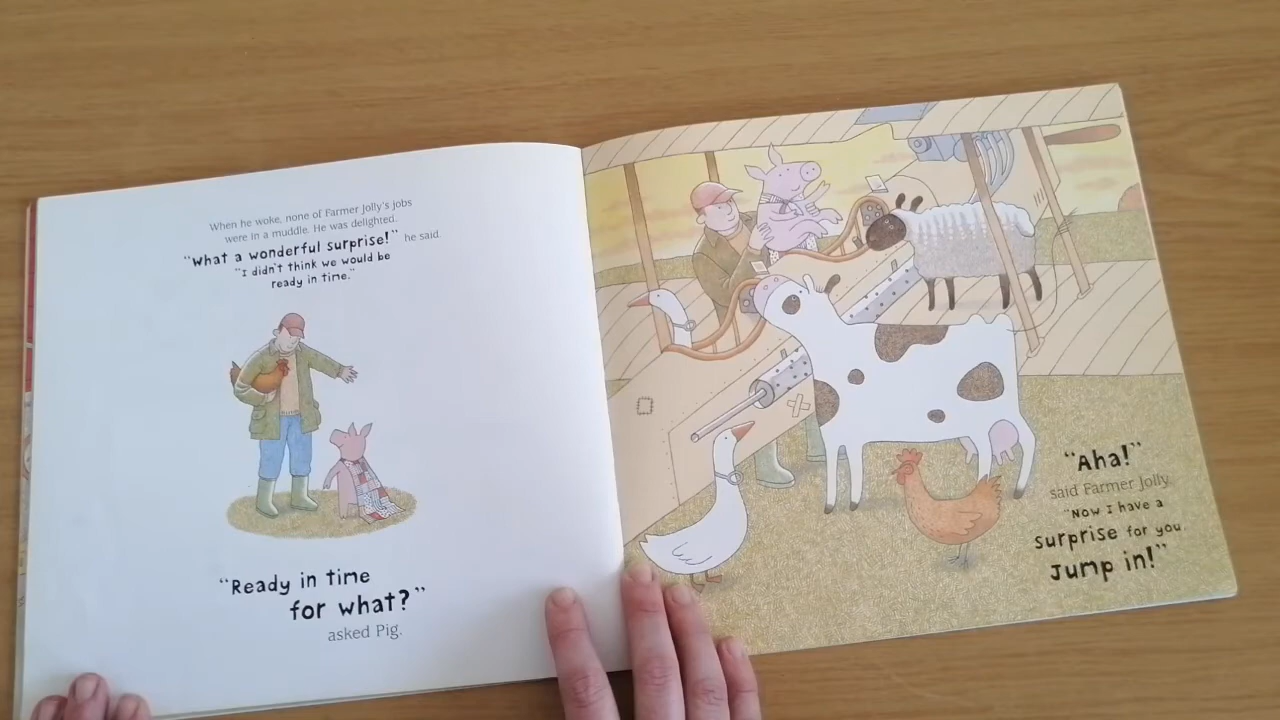 When he woke, none of Farmer Jolly's jobs
were in a muddle. He was delighted.
"What a wonderful surprise!" he said.
"I didn't think we would be
ready in time."
"Ready in time
for what?"
asked Pig.
"Aha!"
said Farmer Jolly.
"Now I have a
surprise for you.
Jump in!"